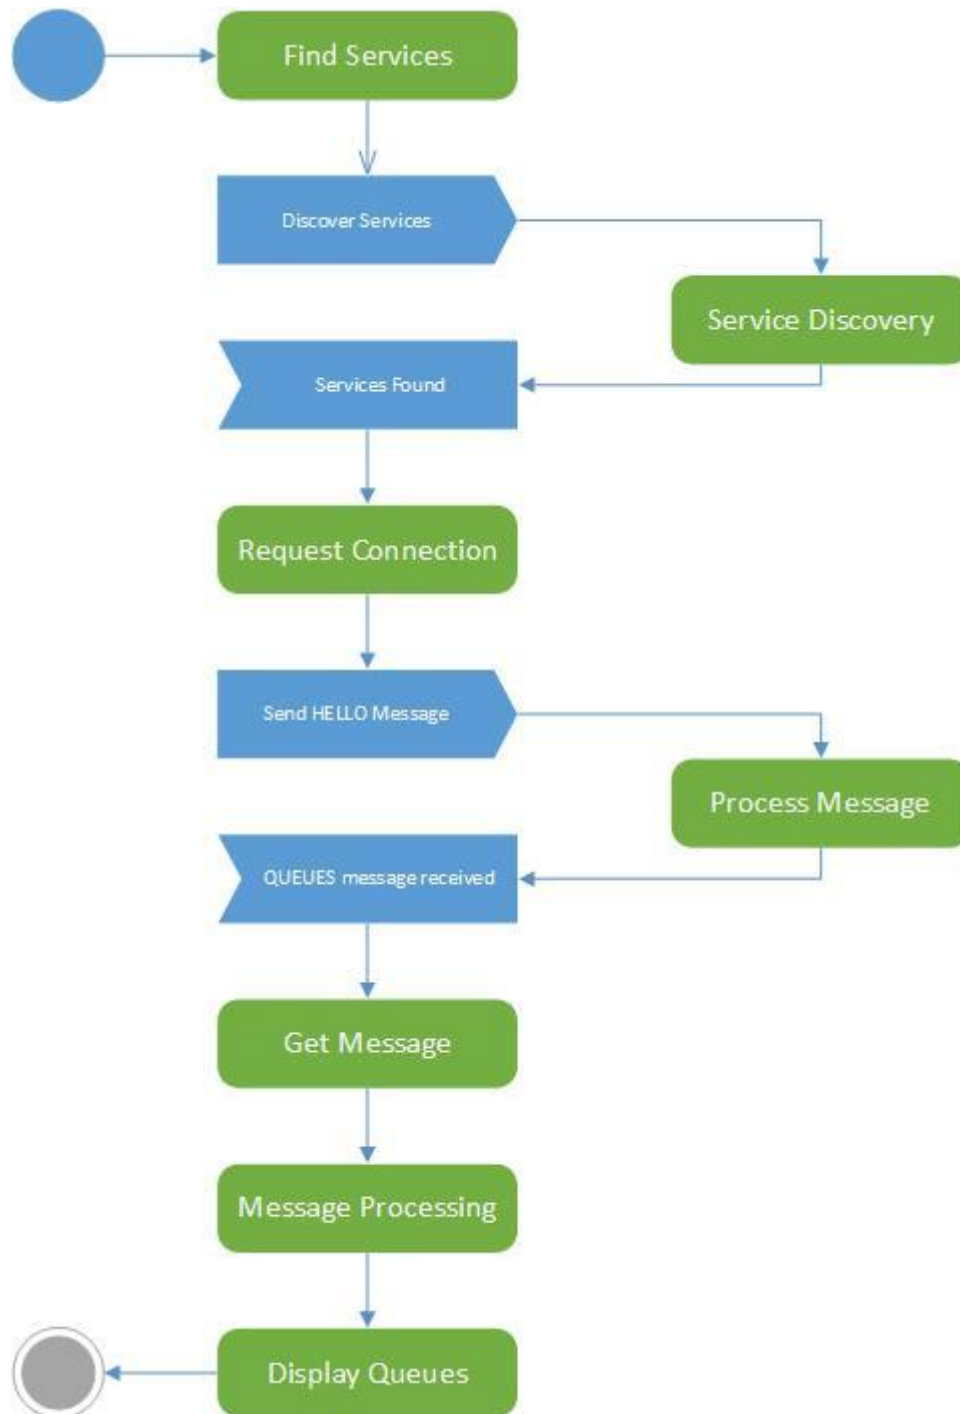 Find Services
Discover Services
Service Discovery
Services Found
Request Connection
Send HELLO Message
Process Message
QUEUES message received
Get Message
Message Processing
Display Queues